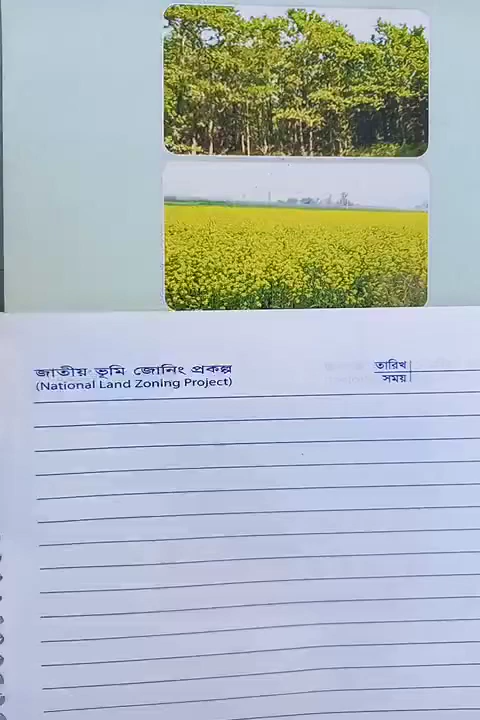 জাতীয় ভূমি জোনিং প্রকল্প
(National Land Zoning Project)
তারিখ
সময়